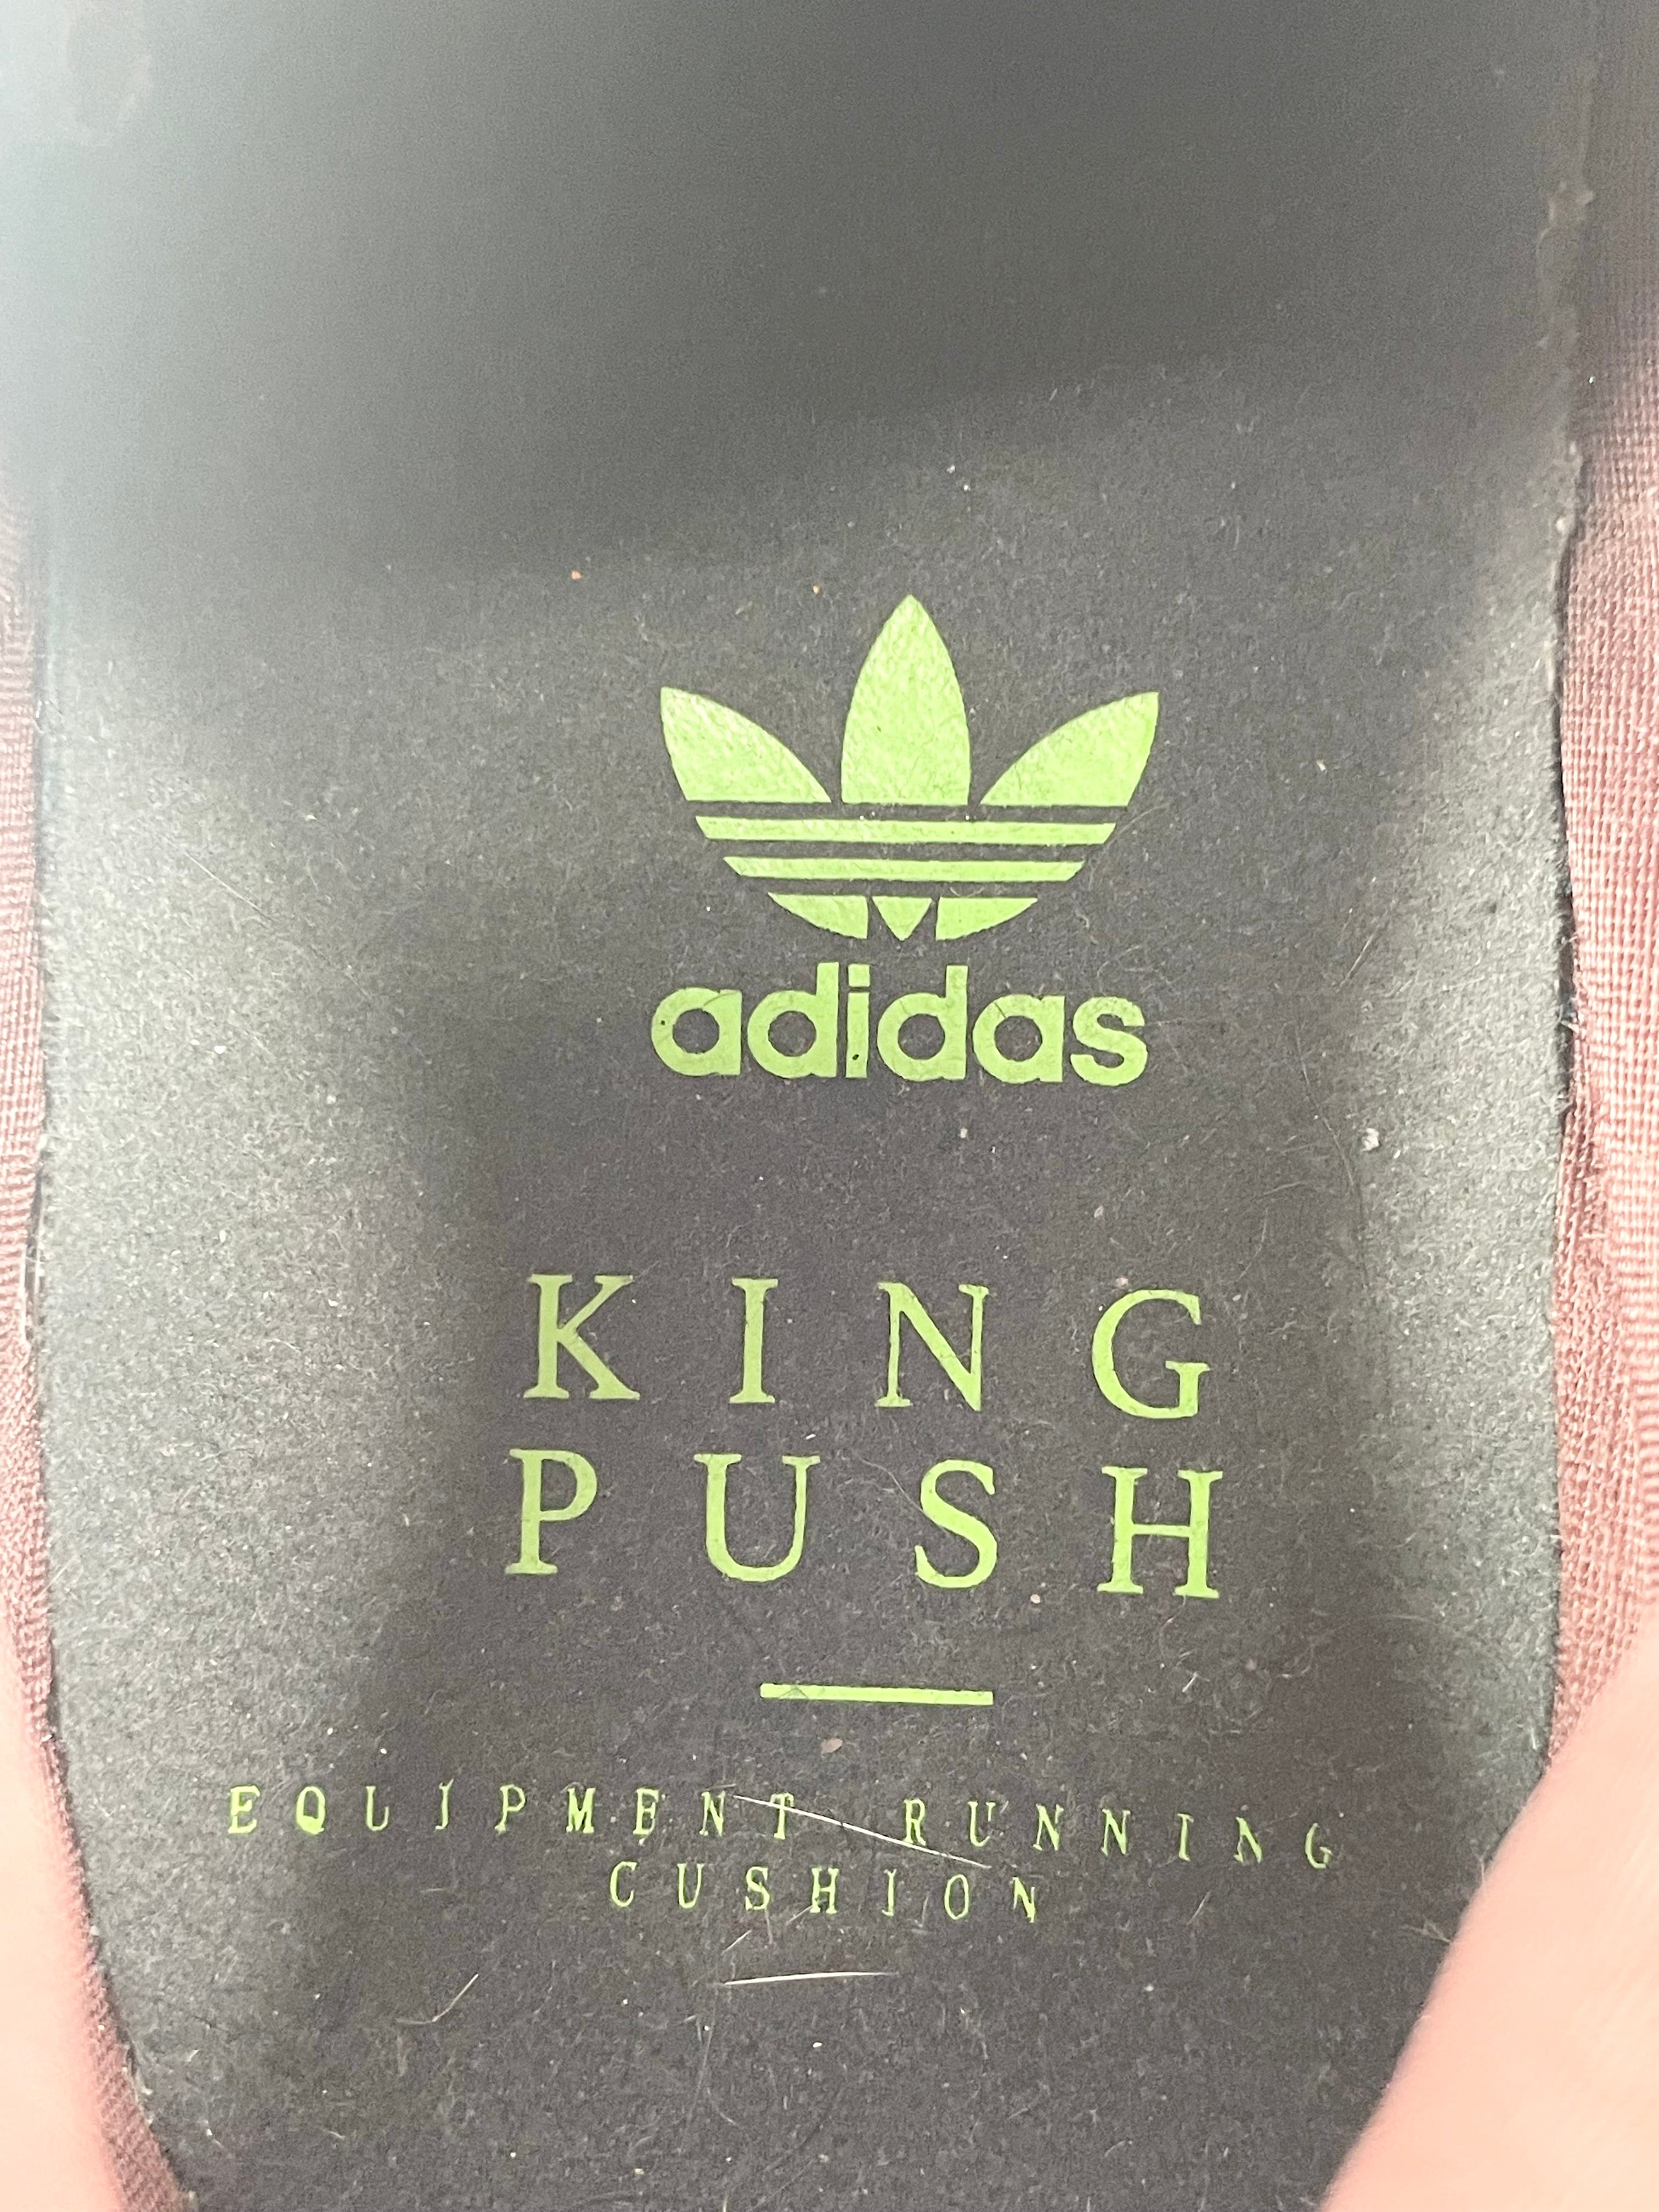 adidas
KING
PUSH
EQUIPMENT RUNNING
CUSHION